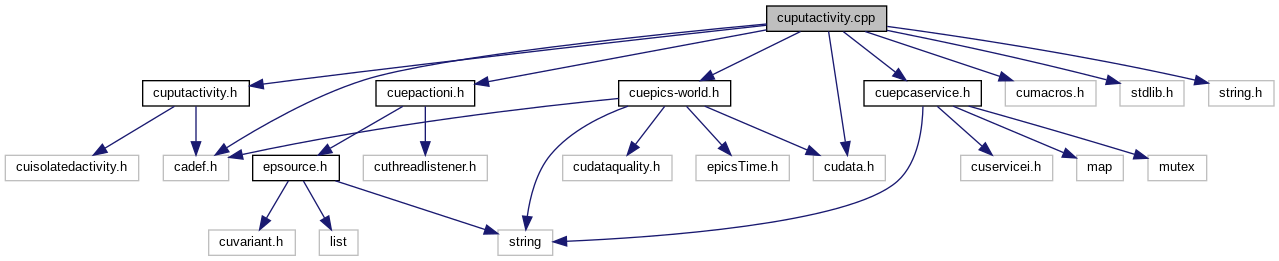 cuputactivity.cpp
cuputactivity.h
cuepactioni.h
cuepics-world.h
cuepcaservice.h
cumacros.h
stdlib.h
string.h
cuisolatedactivity.h
cadef.h
epsource.h
cuthreadlistener.h
cudataquality.h
epicsTime.h
cudata.h
cuservicei.h
map
mutex
cuvariant.h
list
string